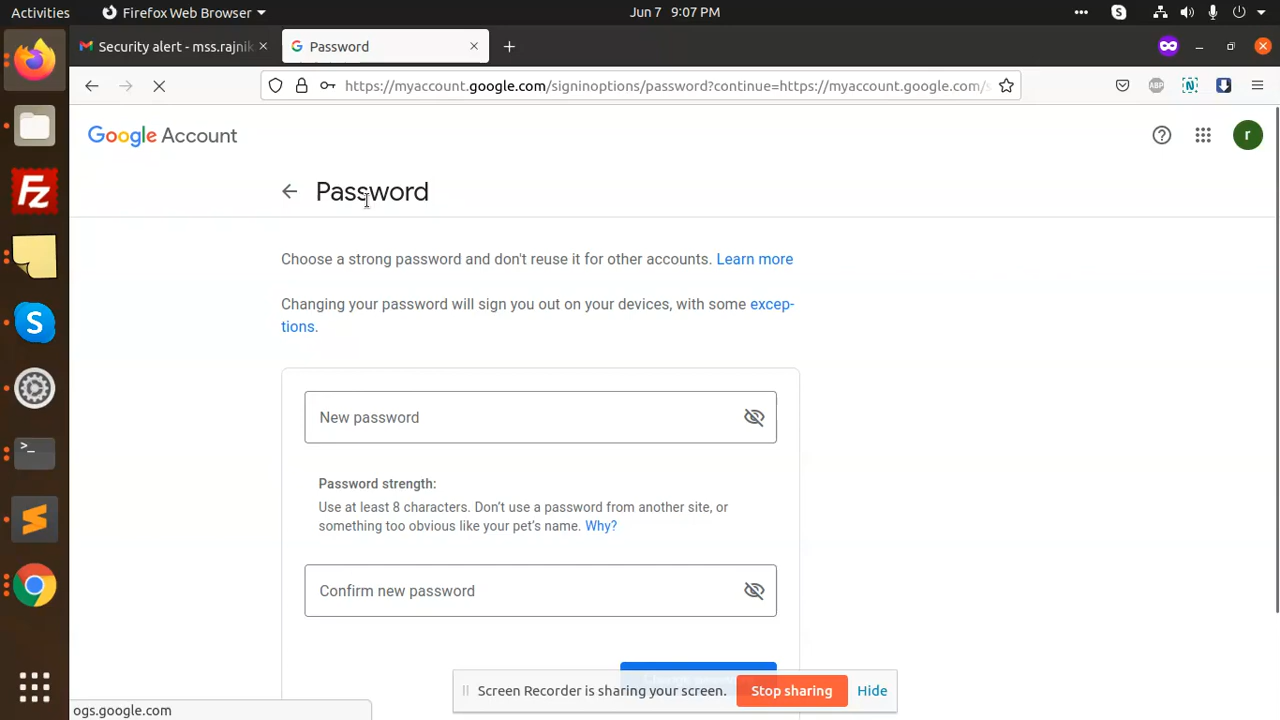 Activities
Firefox Web Browser
Jun 7 9:07 PM
Security alert - mss.rajnik
Password
https://myaccount.google.com/signinoptions/password?continue=https://myaccount.google.com/s
Google Account
r
Password
Choose a strong password and don't reuse it for other accounts. Learn more
Changing your password will sign you out on your devices, with some excep-
tions.
New password
Password strength:
Use at least 8 characters. Don't use a password from another site, or
something too obvious like your pet's name. Why?
Confirm new password
Screen Recorder is sharing your screen.
Stop sharing
Hide
ogs.google.com